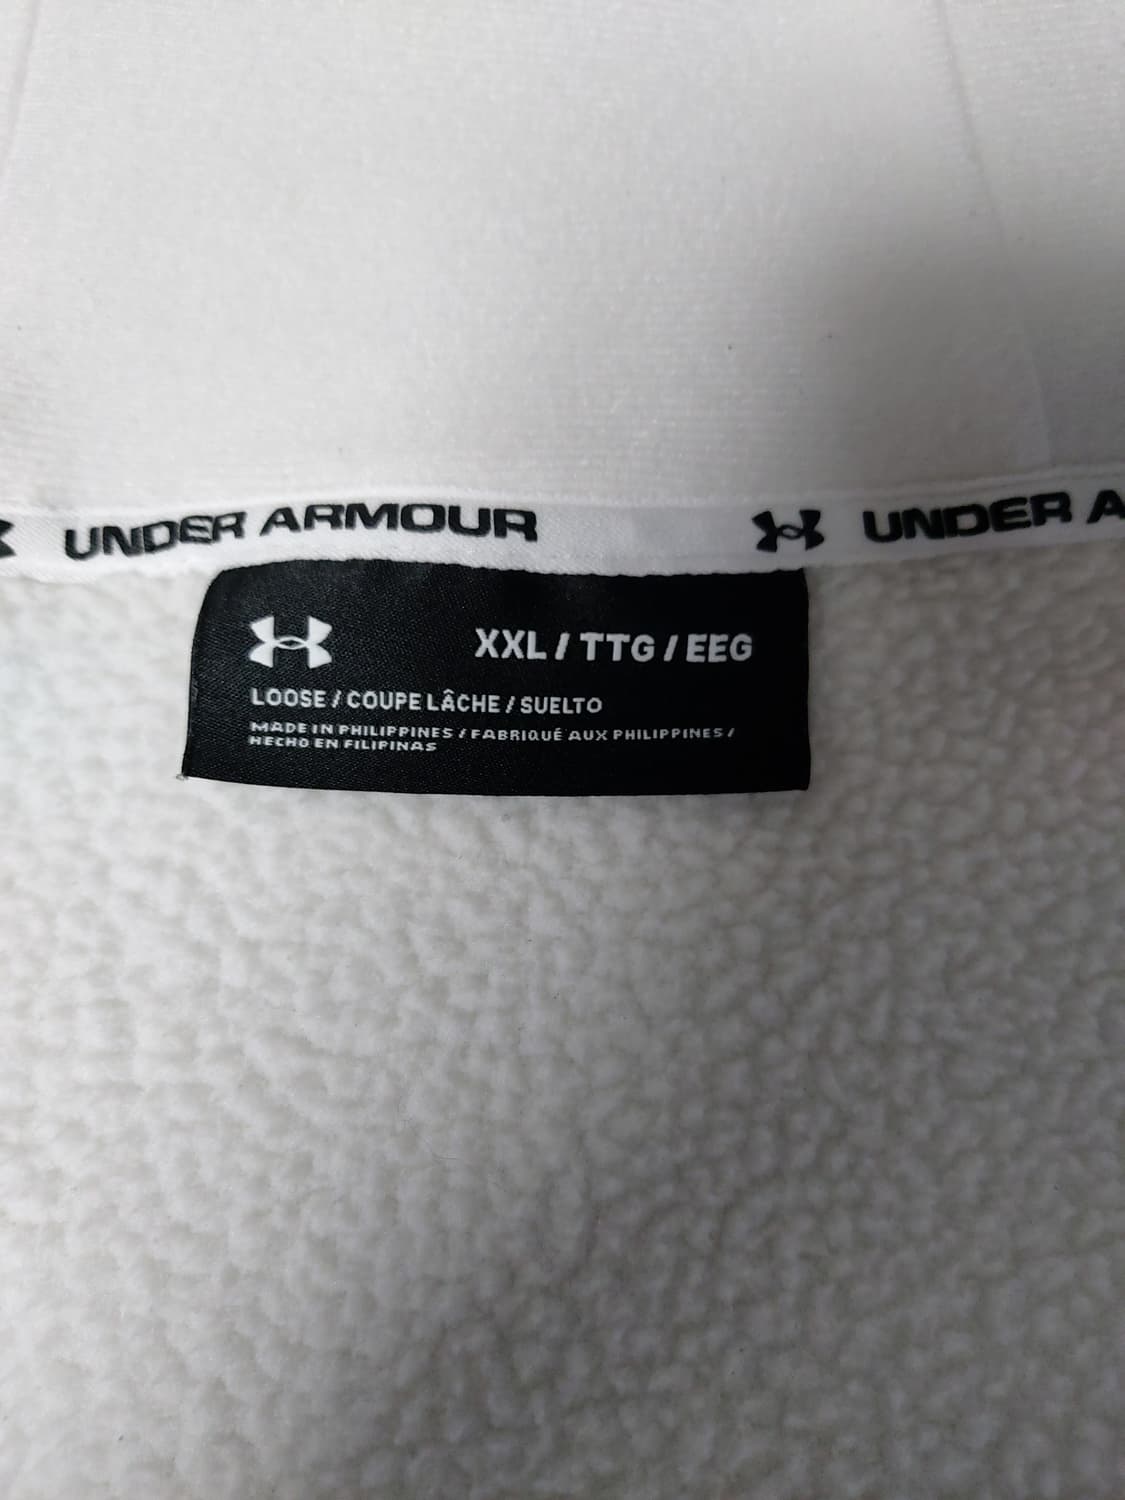 UNDER ARMOUR UNDER A
XXL / TTG / EEG
LOOSE / COUPE LÂCHE / SUELTO
MADE IN PHILIPPINES / FABRIQUÉ AUX PHILIPPINES /
HECHO EN FILIPINAS